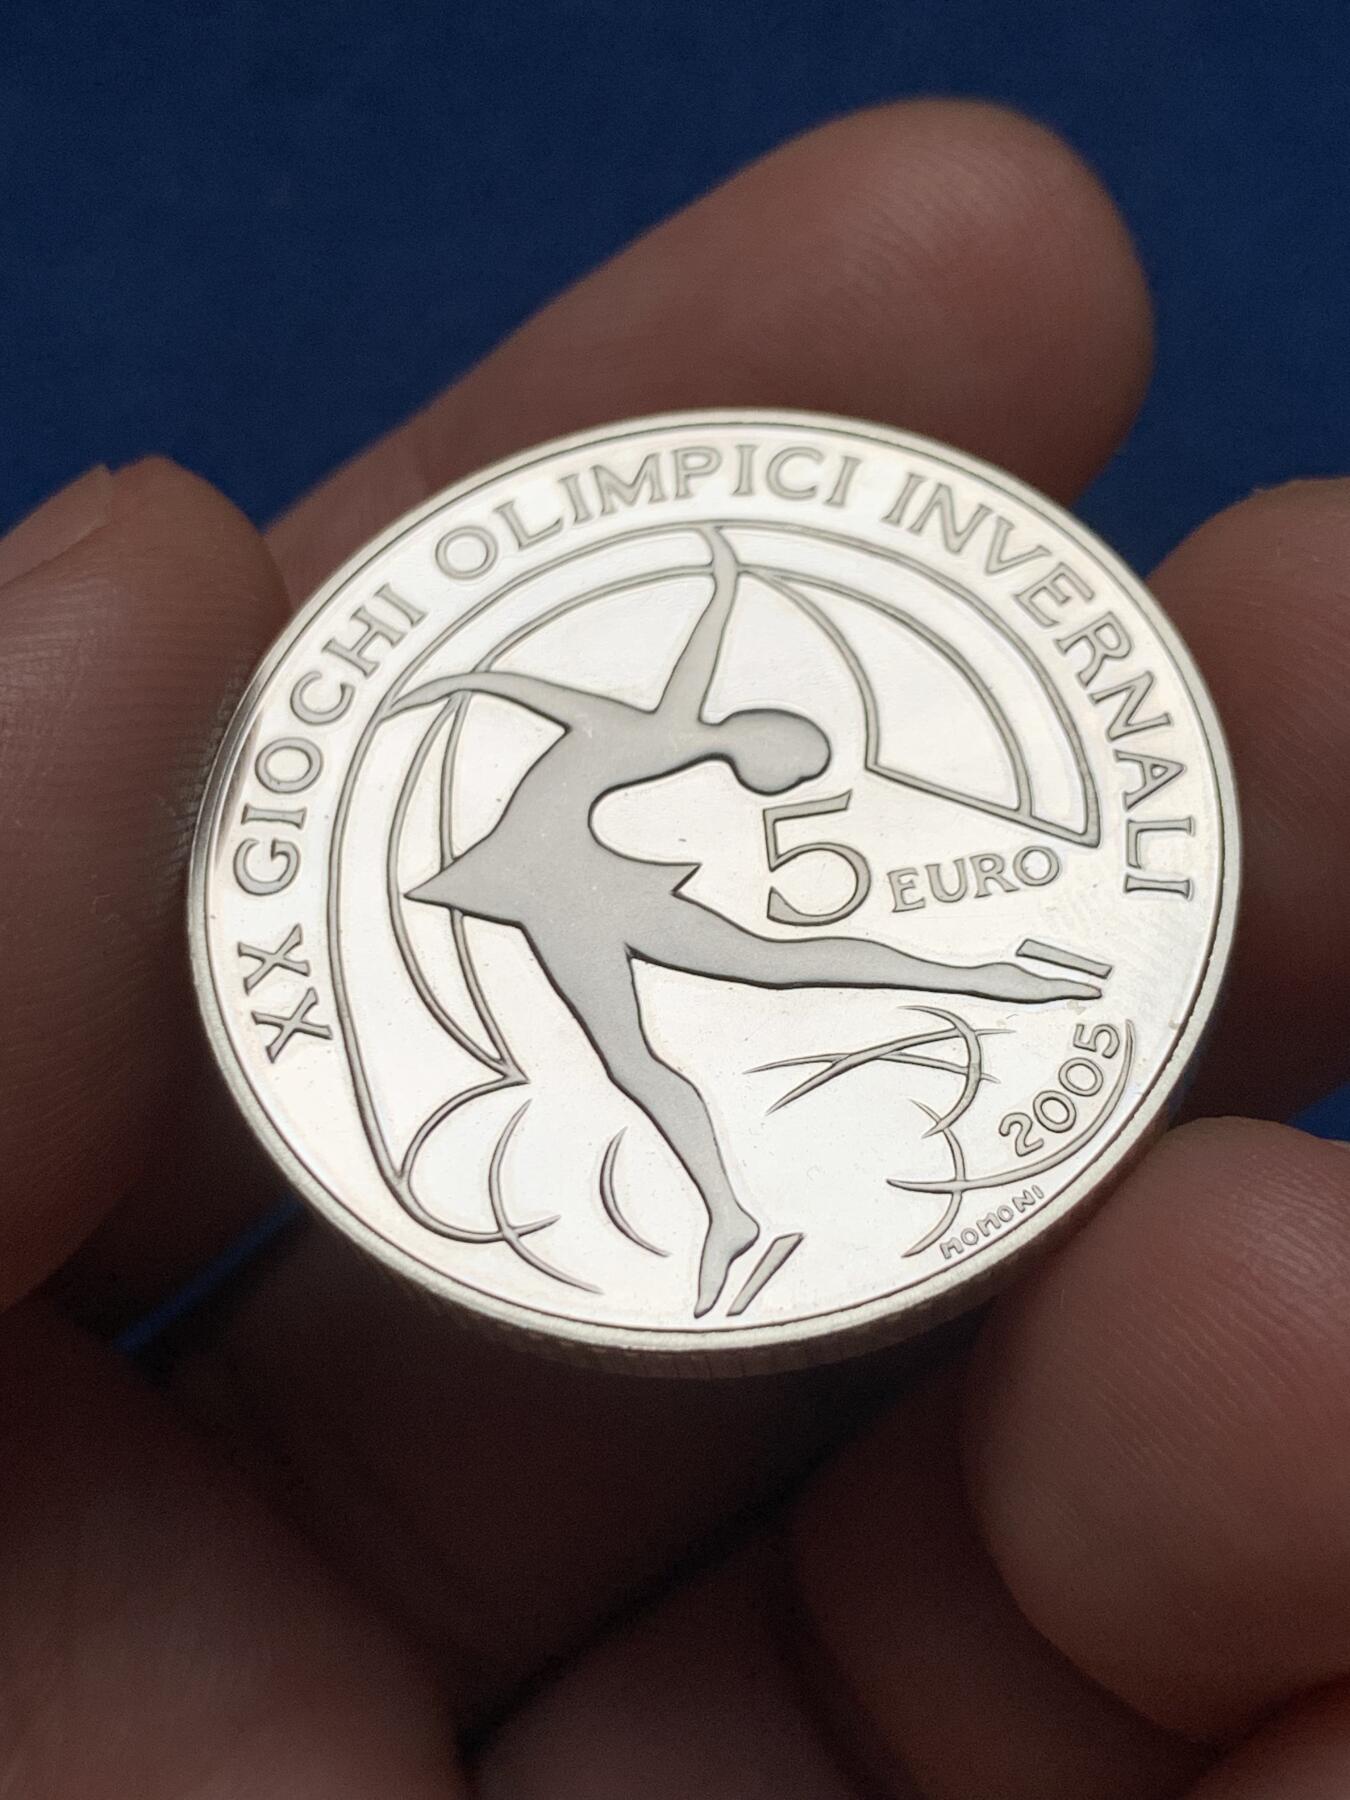 XX GIOCHI OLIMPICI INVERNALI
5 EURO
2005
MOMONI